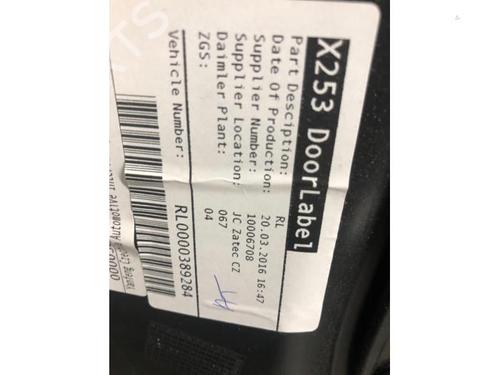 X253 DoorLabel
Part Desciption: RL
Date Of Production: 20.03.2016 16:47
Supplier Number: 10006708
Supplier Location: JC Zatec CZ
Daimler Plant: 067
ZGS: 04
Vehicle Number: RL0000389284